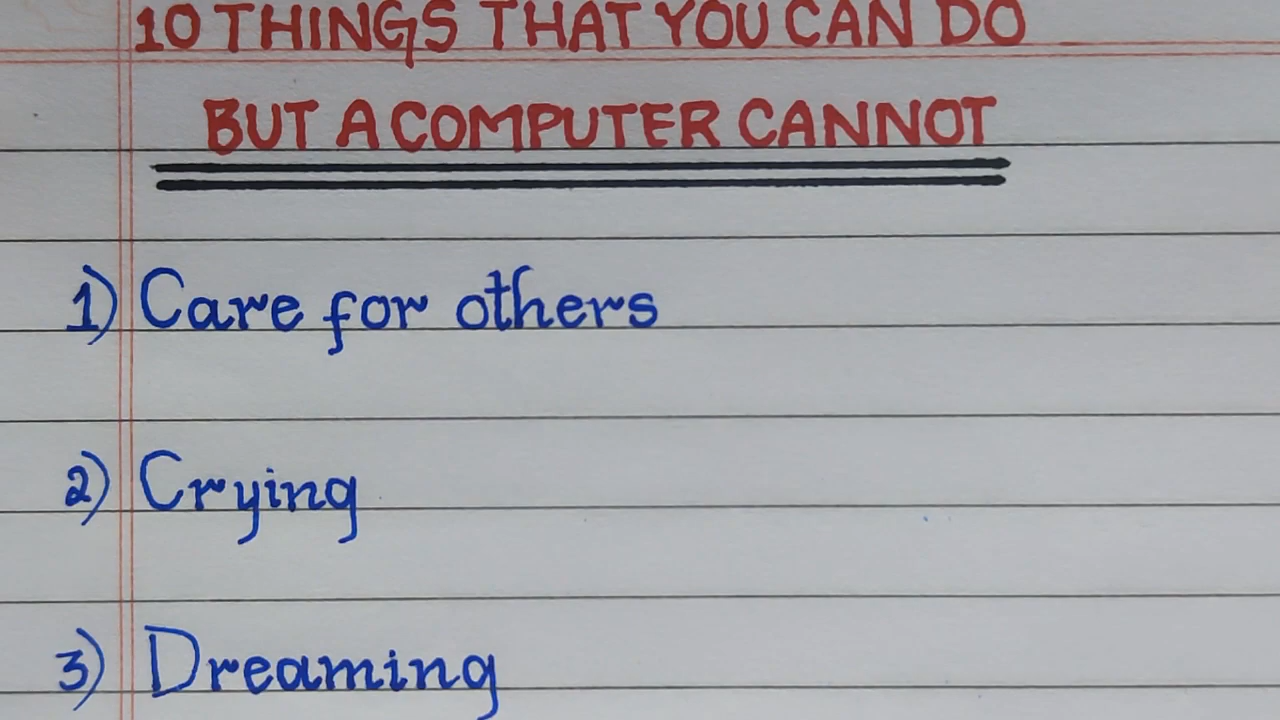 10 THINGS THAT YOU CAN DO
BUT A COMPUTER CANNOT
1) Care for others
2) Crying
3) Dreaming